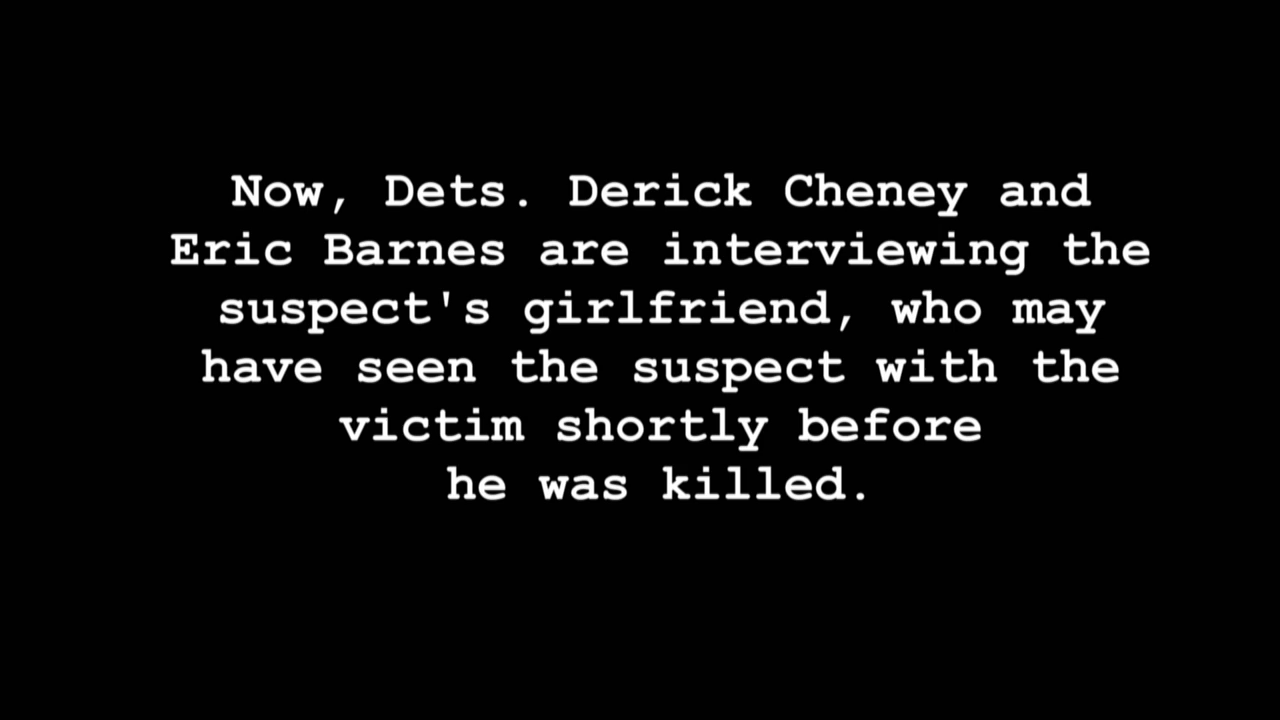 Now, Dets. Derick Cheney and
Eric Barnes are interviewing the
suspect's girlfriend, who may
have seen the suspect with the
victim shortly before
he was killed.